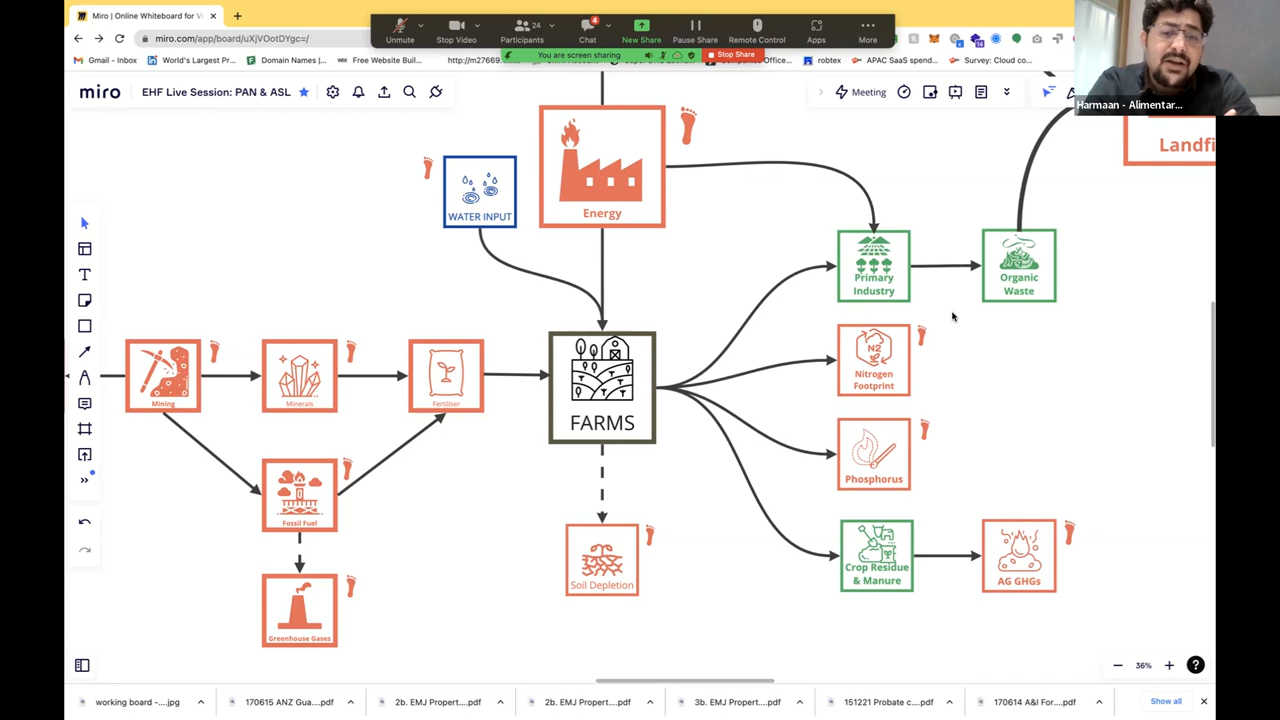 Miro | Online Whiteboard for Vi
miro.com/app/board/uXjVOotDYgc=/
Unmute
Stop Video
24
Participants
4
Chat
New Share
Pause Share
Remote Control
Apps
More
You are screen sharing
Stop Share
Gmail - Inbox
World's Largest Pr...
Domain Names |...
Free Website Buil...
http://m27669.
Office...
robtex
APAC SaaS spend...
Survey: Cloud co...
miro
EHF Live Session: PAN & ASL
Meeting
Harmaan - Alimentar...
Landfi
Energy
WATER INPUT
Primary
Industry
Organic
Waste
Mining
Minerals
Fertiliser
FARMS
N2
Nitrogen
Footprint
Phosphorus
Fossil Fuel
Soil Depletion
Crop Residue
& Manure
AG GHGs
Greenhouse Gases
36%
working board -....jpg
170615 ANZ Gua....pdf
2b. EMJ Propert....pdf
2b. EMJ Propert....pdf
3b. EMJ Propert....pdf
151221 Probate c....pdf
170614 A&I For....pdf
Show all